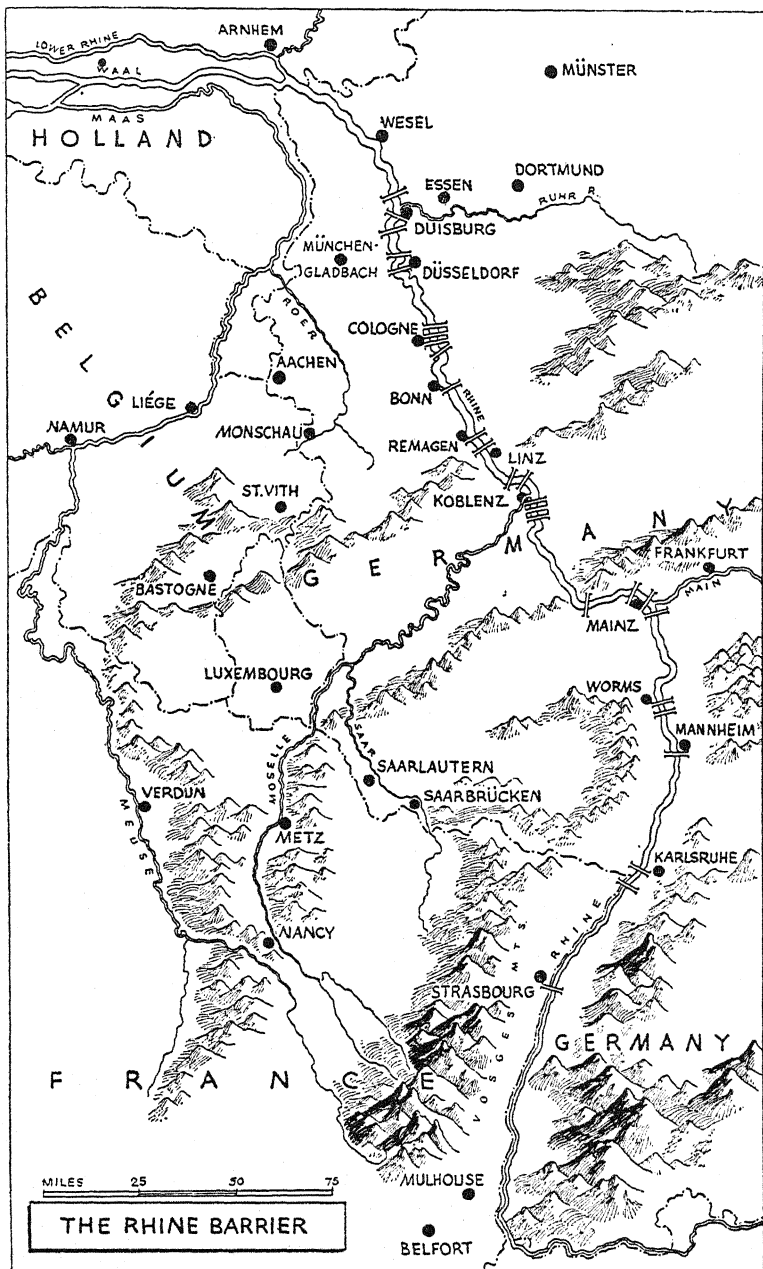 ARNHEM
LOWER RHINE
WAAL
MÜNSTER
MAAS
WESEL
HOLLAND
ESSEN
DORTMUND
RUHR R.
DUISBURG
MÜNCHEN-
GLADBACH
DÜSSELDORF
BELGIUM
ROER
COLOGNE
AACHEN
BONN
RHINE
LIÉGE
NAMUR
MONSCHAU
REMAGEN
LINZ
ST.VITH
KOBLENZ
GERMANY
FRANKFURT
BASTOGNE
MAIN
MAINZ
LUXEMBOURG
WORMS
MANNHEIM
SAAR
MOSELLE
SAARLAUTERN
SAARBRÜCKEN
VERDUN
MEUSE
METZ
KARLSRUHE
NANCY
RHINE
STRASBOURG
VOSGES MTS.
GERMANY
FRANCE
MILES 25 50 75
MULHOUSE
THE RHINE BARRIER
BELFORT